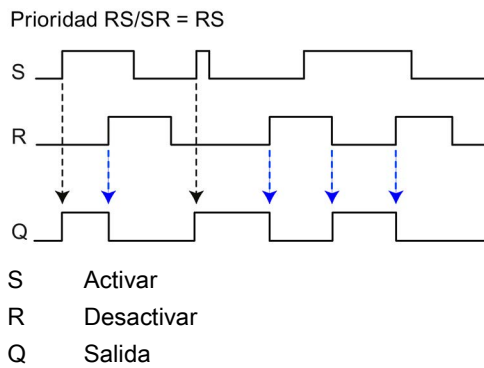 Prioridad RS/SR = RS
S
R
Q
S Activar
R Desactivar
Q Salida